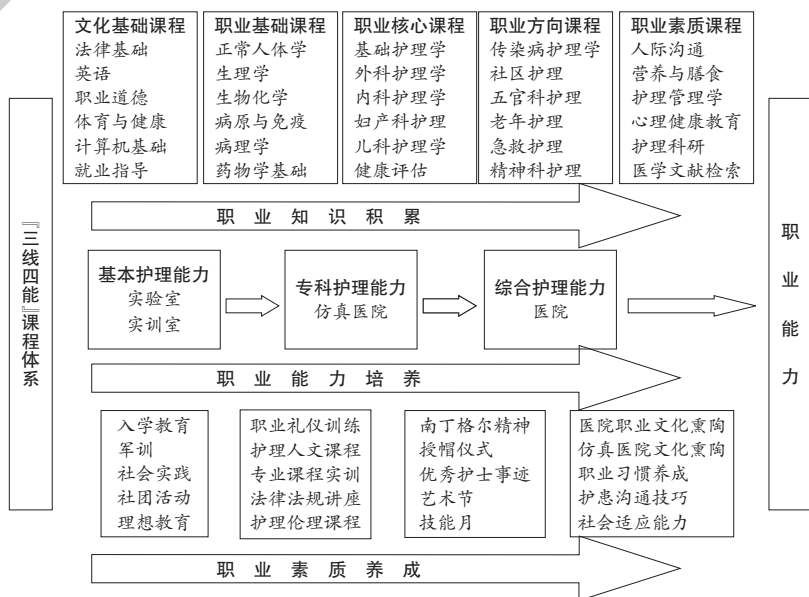 文化基础课程
法律基础
英语
职业道德
体育与健康
计算机基础
就业指导
职业基础课程
正常人体学
生理学
生物化学
病原与免疫
病理学
药物学基础
职业核心课程
基础护理学
外科护理学
内科护理学
妇产科护理
儿科护理学
健康评估
职业方向课程
传染病护理学
社区护理
五官科护理
老年护理
急救护理
精神科护理
职业素质课程
人际沟通
营养与膳食
护理管理学
心理健康教育
护理科研
医学文献检索
职业知识积累
『三线四能』课程体系
基本护理能力
实验室
实训室
专科护理能力
仿真医院
综合护理能力
医院
职业能力
职业能力培养
入学教育
军训
社会实践
社团活动
理想教育
职业礼仪训练
护理人文课程
专业课程实训
法律法规讲座
护理伦理课程
南丁格尔精神
授帽仪式
优秀护士事迹
艺术节
技能月
医院职业文化熏陶
仿真医院文化熏陶
职业习惯养成
护患沟通技巧
社会适应能力
职业素质养成